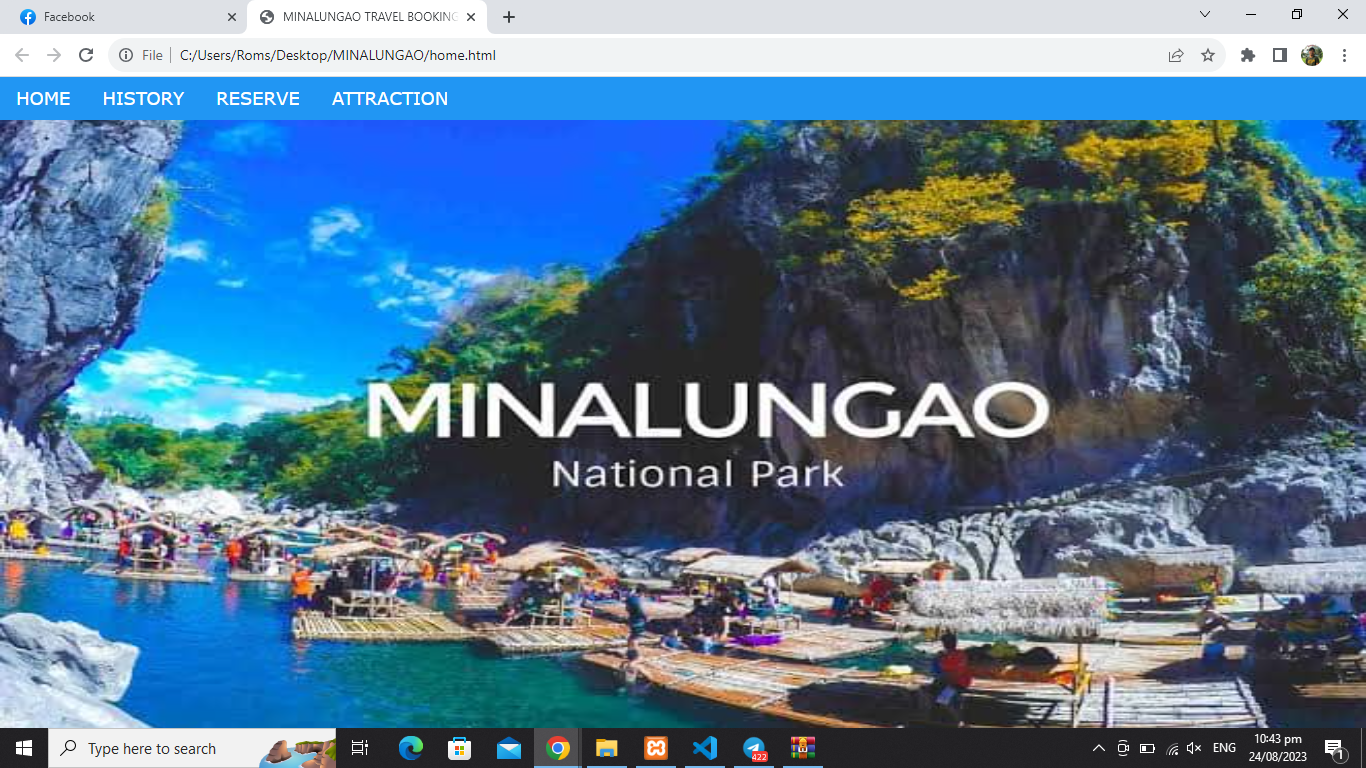 Facebook
MINALUNGAO TRAVEL BOOKING
File
C:/Users/Roms/Desktop/MINALUNGAO/home.html
HOME
HISTORY
RESERVE
ATTRACTION
MINALUNGAO
National Park
Type here to search
422
ENG
10:43 pm
24/08/2023
1